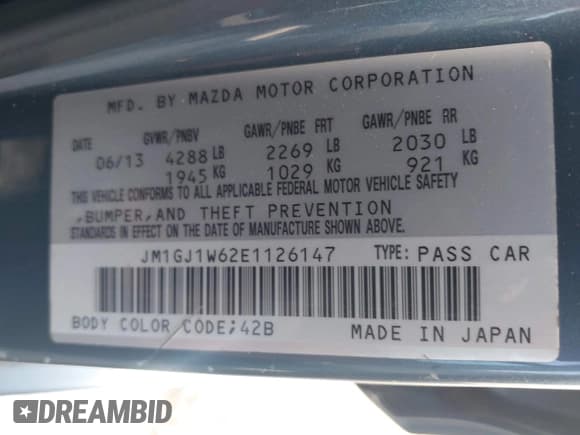 MFD. BY MAZDA MOTOR CORPORATION
DATE GVWR/PNBV GAWR/PNBE FRT GAWR/PNBE RR
06/13 4288 LB 2269 LB 2030 LB
1945 KG 1029 KG 921 KG
THIS VEHICLE CONFORMS TO ALL APPLICABLE FEDERAL MOTOR VEHICLE SAFETY
,BUMPER,AND THEFT PREVENTION
STANDARDS IN EFFECT ON THE DATE OF MANUFACTURE SHOWN ABOVE.
JM1GJ1W62E1126147 TYPE: PASS CAR
BODY COLOR CODE;42B MADE IN JAPAN
DREAMBID